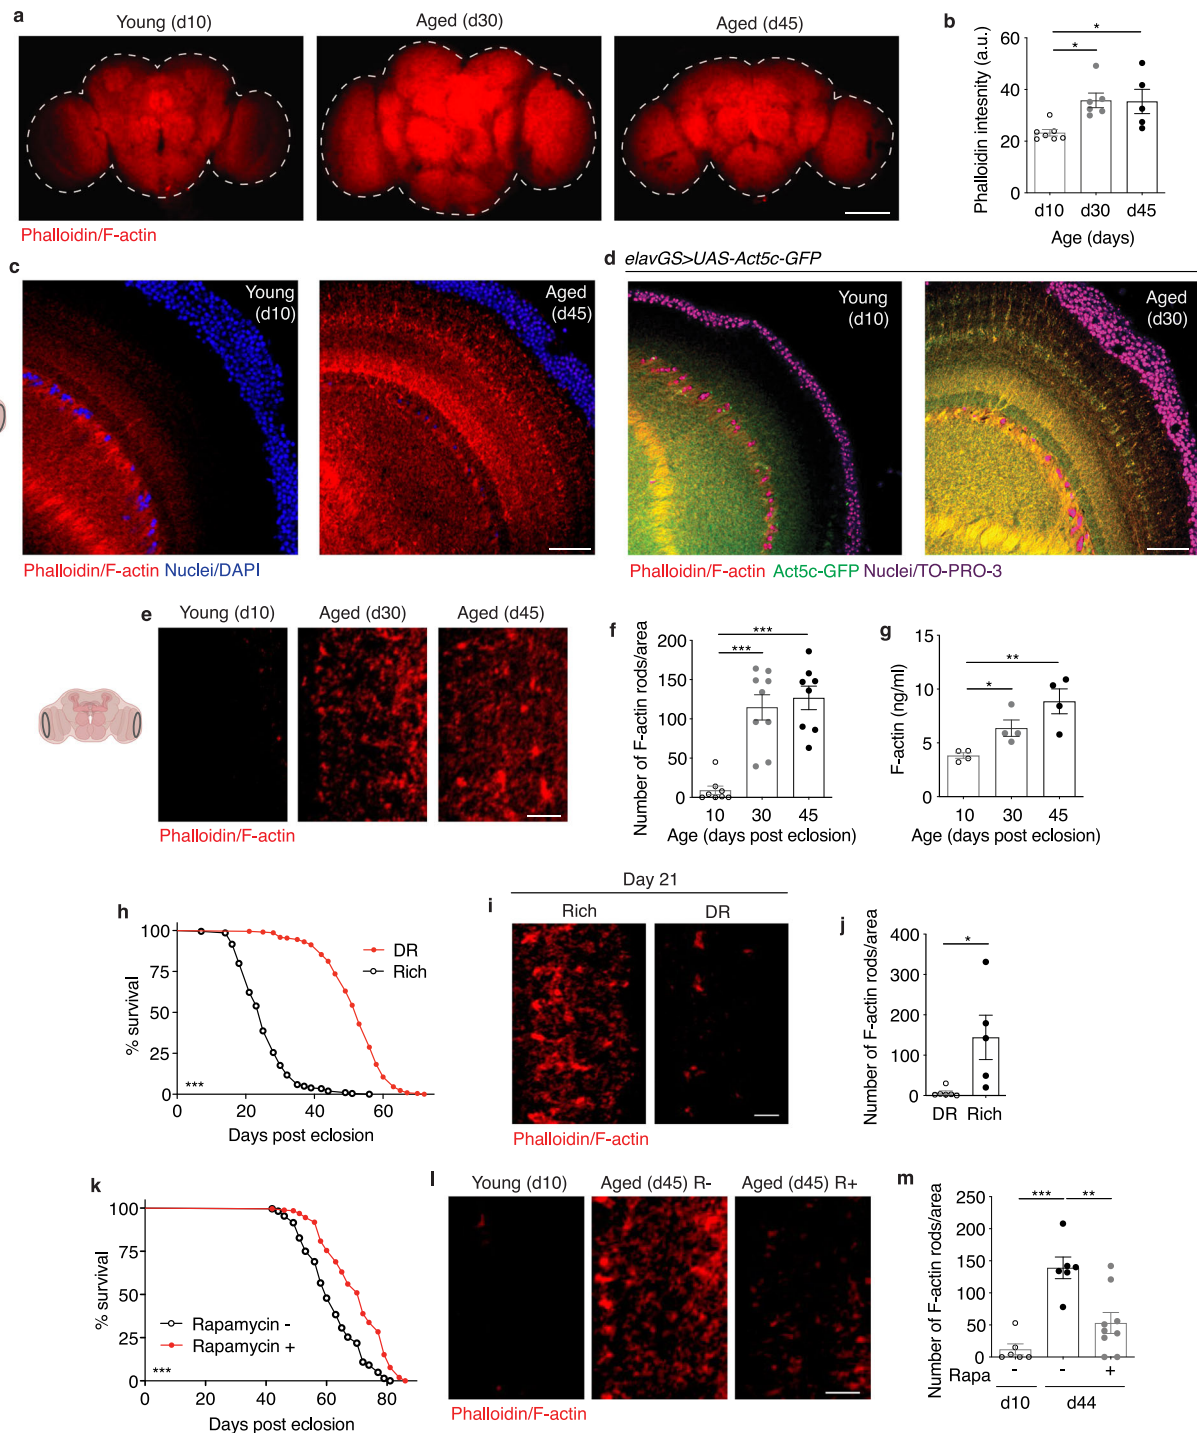 a
Young (d10)
Aged (d30)
Aged (d45)
Phalloidin/F-actin
b
Phalloidin intesnity (a.u.)
60
40
20
0
*
*
d10 d30 d45
Age (days)
c
Young
(d10)
Aged
(d45)
Phalloidin/F-actin Nuclei/DAPI
d
elavGS>UAS-Act5c-GFP
Young
(d10)
Aged
(d30)
Phalloidin/F-actin Act5c-GFP Nuclei/TO-PRO-3
e
Young (d10)
Aged (d30)
Aged (d45)
Phalloidin/F-actin
f
Number of F-actin rods/area
200
150
100
50
0
***
***
10 30 45
Age (days post eclosion)
g
F-actin (ng/ml)
15
10
5
0
**
*
10 30 45
Age (days post eclosion)
h
% survival
100
75
50
25
0
DR
Rich
***
0 20 40 60
Days post eclosion
i
Day 21
Rich
DR
Phalloidin/F-actin
j
Number of F-actin rods/area
400
300
200
100
0
*
DR Rich
k
% survival
100
75
50
25
0
Rapamycin -
Rapamycin +
***
0 20 40 60 80
Days post eclosion
l
Young (d10)
Aged (d45) R-
Aged (d45) R+
Phalloidin/F-actin
m
Number of F-actin rods/area
250
200
150
100
50
0
*** **
Rapa - - +
d10 d44